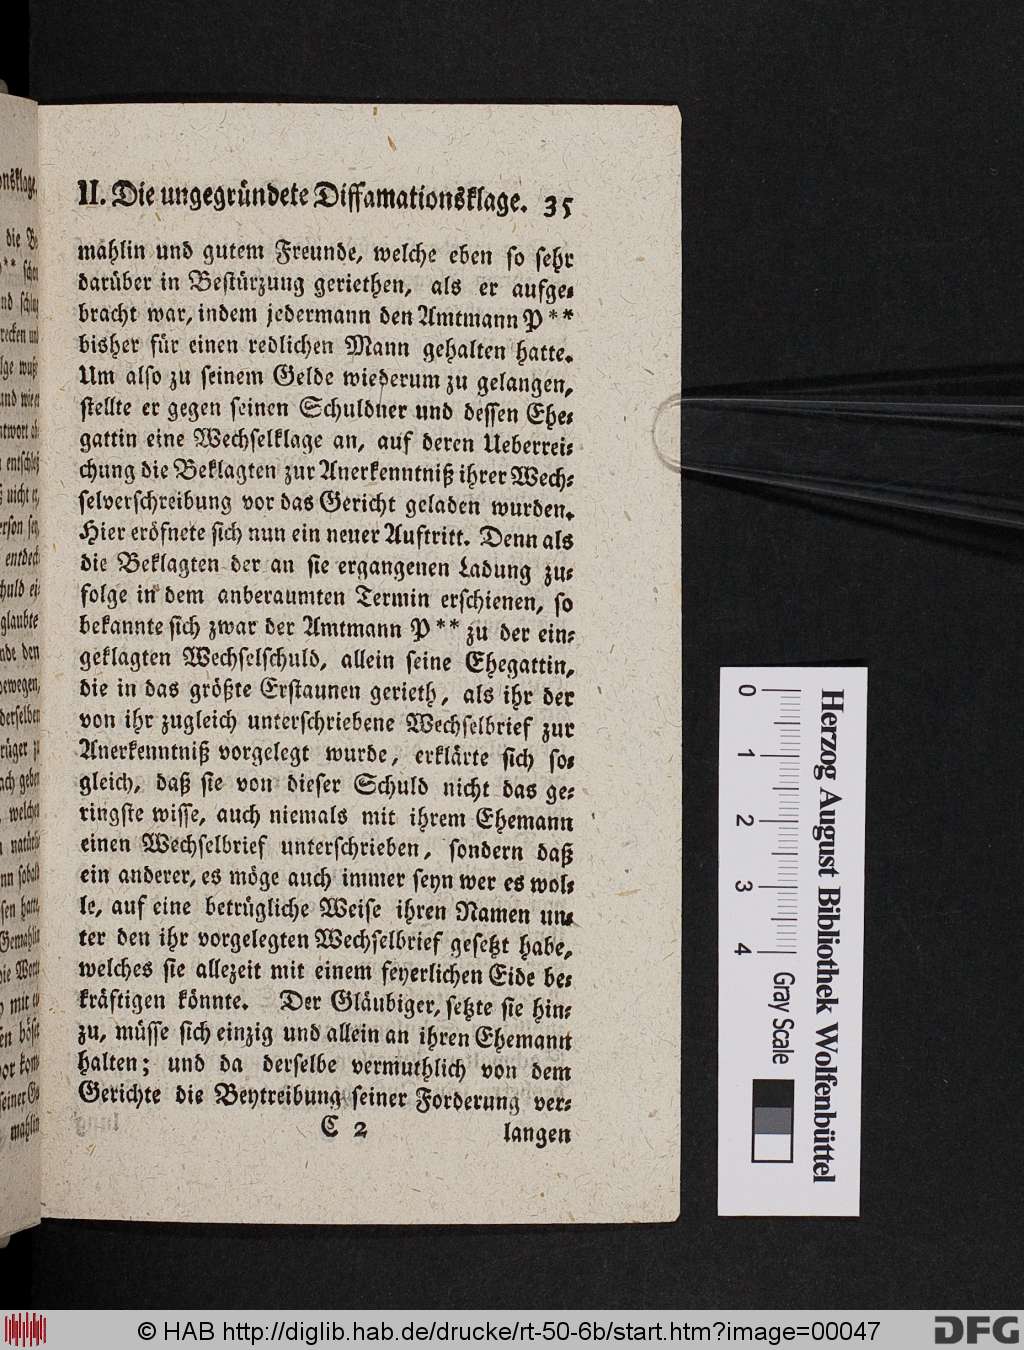 II. Die ungegründete Diffamationsklage. 35
mahlin und gutem Freunde, welche eben so sehr
darüber in Bestürzung geriethen, als er aufge-
bracht war, indem jedermann den Amtmann P**
bisher für einen redlichen Mann gehalten hatte.
Um also zu seinem Gelde wiederum zu gelangen,
stellte er gegen seinen Schuldner und dessen Ehe-
gattin eine Wechselklage an, auf deren Ueberrei-
chung die Beklagten zur Anerkenntniß ihrer Wech-
selverschreibung vor das Gericht geladen wurden.
Hier eröfnete sich nun ein neuer Auftritt. Denn als
die Beklagten der an sie ergangenen Ladung zu-
folge in dem anberaumten Termin erschienen, so
bekannte sich zwar der Amtmann P** zu der ein-
geklagten Wechselschuld, allein seine Ehegattin,
die in das größte Erstaunen gerieth, als ihr der
von ihr zugleich unterschriebene Wechselbrief zur
Anerkenntniß vorgelegt wurde, erklärte sich so-
gleich, daß sie von dieser Schuld nicht das ge-
ringste wisse, auch niemals mit ihrem Ehemann
einen Wechselbrief unterschrieben, sondern daß
ein anderer, es möge auch immer seyn wer es wol-
le, auf eine betrügliche Weise ihren Namen un-
ter den ihr vorgelegten Wechselbrief gesetzt habe,
welches sie allezeit mit einem feyerlichen Eide be-
kräftigen könnte. Der Gläubiger, setzte sie hin-
zu, müsse sich einzig und allein an ihren Ehemann
halten; und da derselbe vermuthlich von dem
Gerichte die Beytreibung seiner Forderung ver-
C 2 langen
0 1 2 3 4
Herzog August Bibliothek Wolfenbüttel
Gray Scale
© HAB http://diglib.hab.de/drucke/rt-50-6b/start.htm?image=00047
DFG